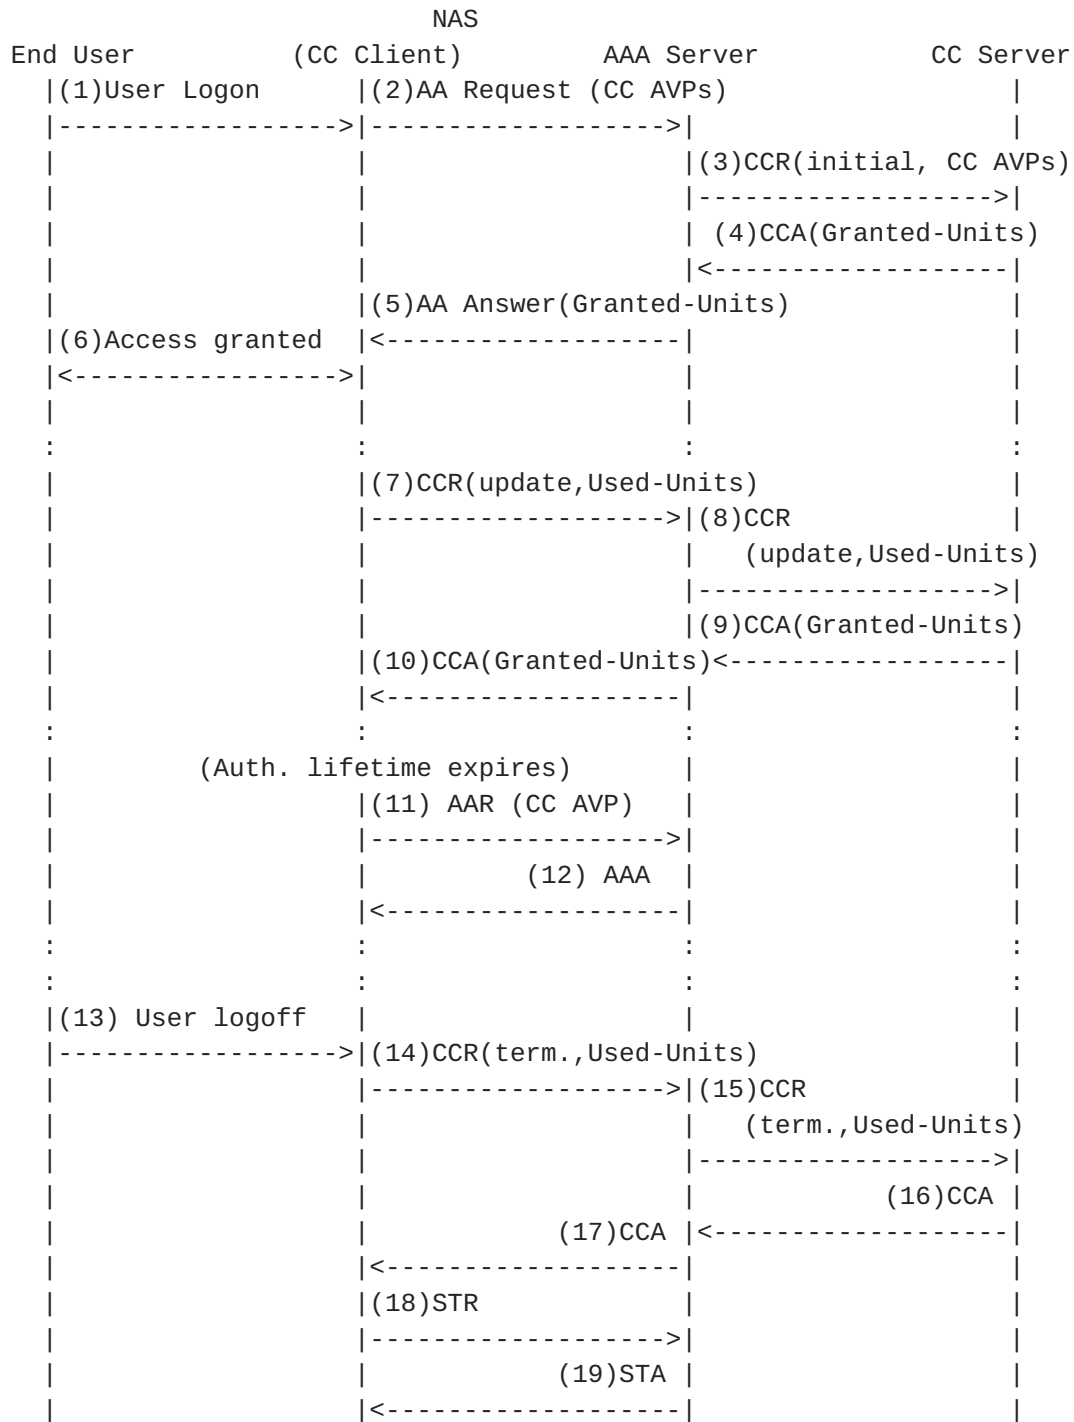 NAS
End User          (CC Client)         AAA Server           CC Server
  |(1)User Logon      |(2)AA Request (CC AVPs)                  |
  |------------------>|------------------->|                    |
  |                   |                    |(3)CCR(initial, CC AVPs)
  |                   |                    |------------------->|
  |                   |                    | (4)CCA(Granted-Units)
  |                   |                    |<-------------------|
  |                   |(5)AA Answer(Granted-Units)              |
  |(6)Access granted  |<-------------------|                    |
  |<----------------->|                    |                    |
  |                   |                    |                    |
  :                   :                    :                    :
  |                   |(7)CCR(update,Used-Units)                |
  |                   |------------------->|(8)CCR              |
  |                   |                    |   (update,Used-Units)
  |                   |                    |------------------->|
  |                   |                    |(9)CCA(Granted-Units)
  |                   |(10)CCA(Granted-Units)<------------------|
  |                   |<-------------------|                    |
  :                   :                    :                    :
  |         (Auth. lifetime expires)       |                    |
  |                   |(11) AAR (CC AVP)   |                    |
  |                   |------------------->|                    |
  |                   |          (12) AAA  |                    |
  |                   |<-------------------|                    |
  :                   :                    :                    :
  :                   :                    :                    :
  |(13) User logoff   |                    |                    |
  |------------------>|(14)CCR(term.,Used-Units)                |
  |                   |------------------->|(15)CCR             |
  |                   |                    |   (term.,Used-Units)
  |                   |                    |------------------->|
  |                   |                    |            (16)CCA |
  |                   |            (17)CCA |<-------------------|
  |                   |<-------------------|                    |
  |                   |(18)STR             |                    |
  |                   |------------------->|                    |
  |                   |            (19)STA |                    |
  |                   |<-------------------|                    |